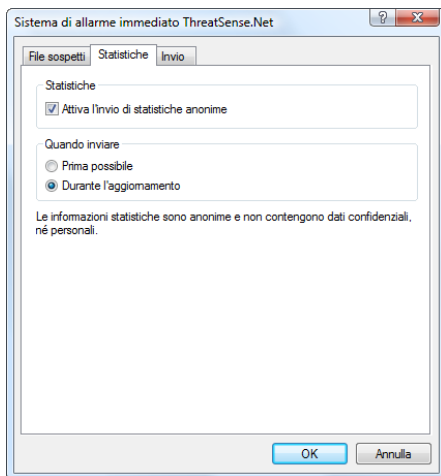 Sistema di allarme immediato ThreatSense.Net
File sospetti Statistiche Invio
Statistiche
Attiva l'invio di statistiche anonime
Quando inviare
Prima possibile
Durante l'aggiornamento
Le informazioni statistiche sono anonime e non contengono dati confidenziali,
né personali.
OK Annulla